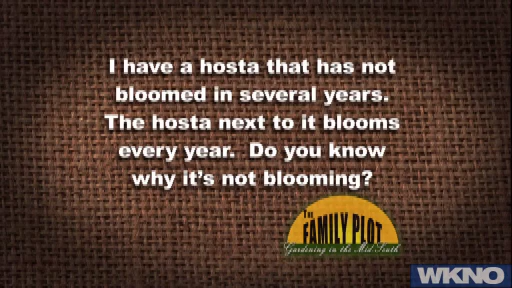 I have a hosta that has not
bloomed in several years.
The hosta next to it blooms
every year.  Do you know
why it's not blooming?
The
FAMILY PLOT
Gardening in the Mid-South
WKNO